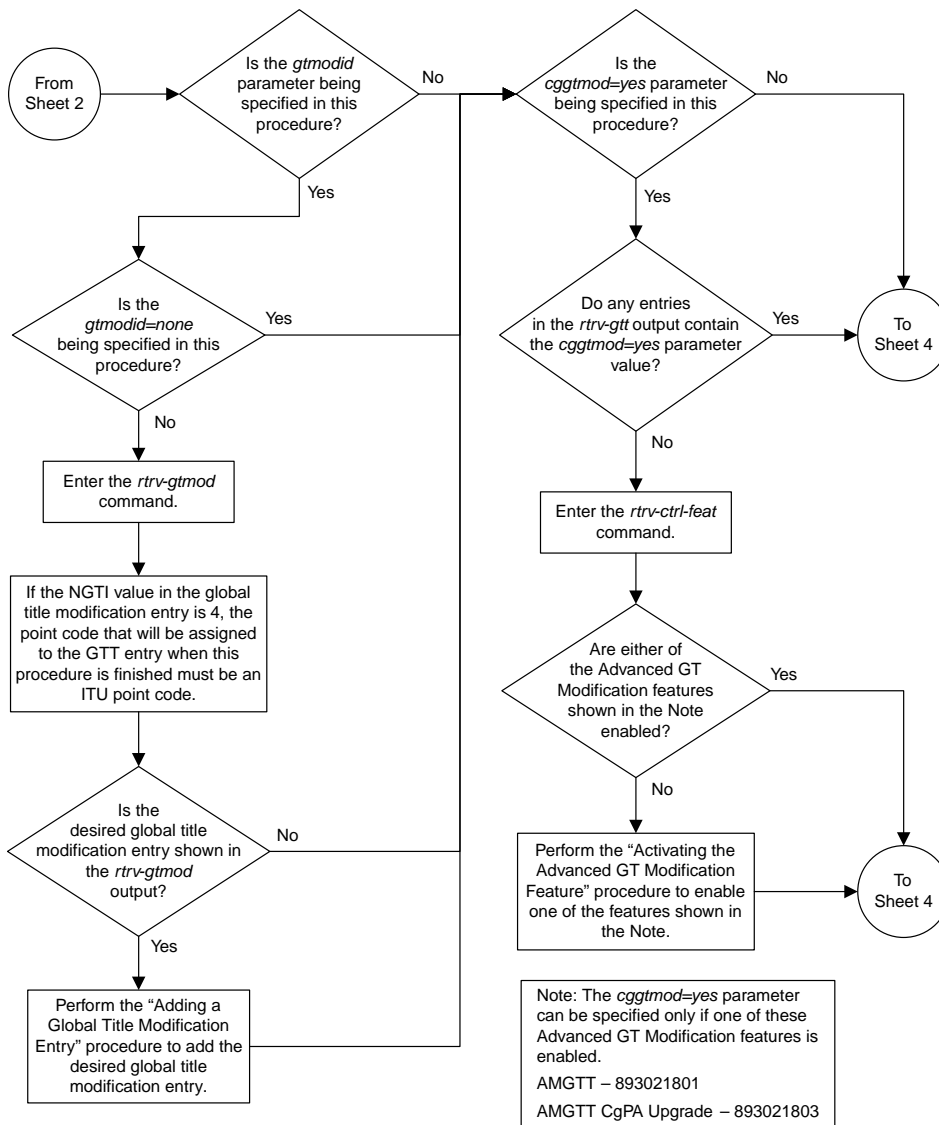 From
Sheet 2
Is the gtmodid
parameter being
specified in this
procedure?
No
Yes
Is the
gtmodid=none
being specified in this
procedure?
Yes
No
Enter the rtrv-gtmod
command.
If the NGTI value in the global
title modification entry is 4, the
point code that will be assigned
to the GTT entry when this
procedure is finished must be an
ITU point code.
Is the
desired global title
modification entry shown in
the rtrv-gtmod
output?
No
Yes
Perform the “Adding a
Global Title Modification
Entry” procedure to add the
desired global title
modification entry.
Is the
cggtmod=yes parameter
being specified in this
procedure?
No
Yes
Do any entries
in the rtrv-gtt output contain
the cggtmod=yes parameter
value?
Yes
To
Sheet 4
No
Enter the rtrv-ctrl-feat
command.
Are either of
the Advanced GT
Modification features
shown in the Note
enabled?
Yes
No
Perform the “Activating the
Advanced GT Modification
Feature” procedure to enable
one of the features shown in
the Note.
To
Sheet 4
Note: The cggtmod=yes parameter
can be specified only if one of these
Advanced GT Modification features is
enabled.
AMGTT – 893021801
AMGTT CgPA Upgrade – 893021803